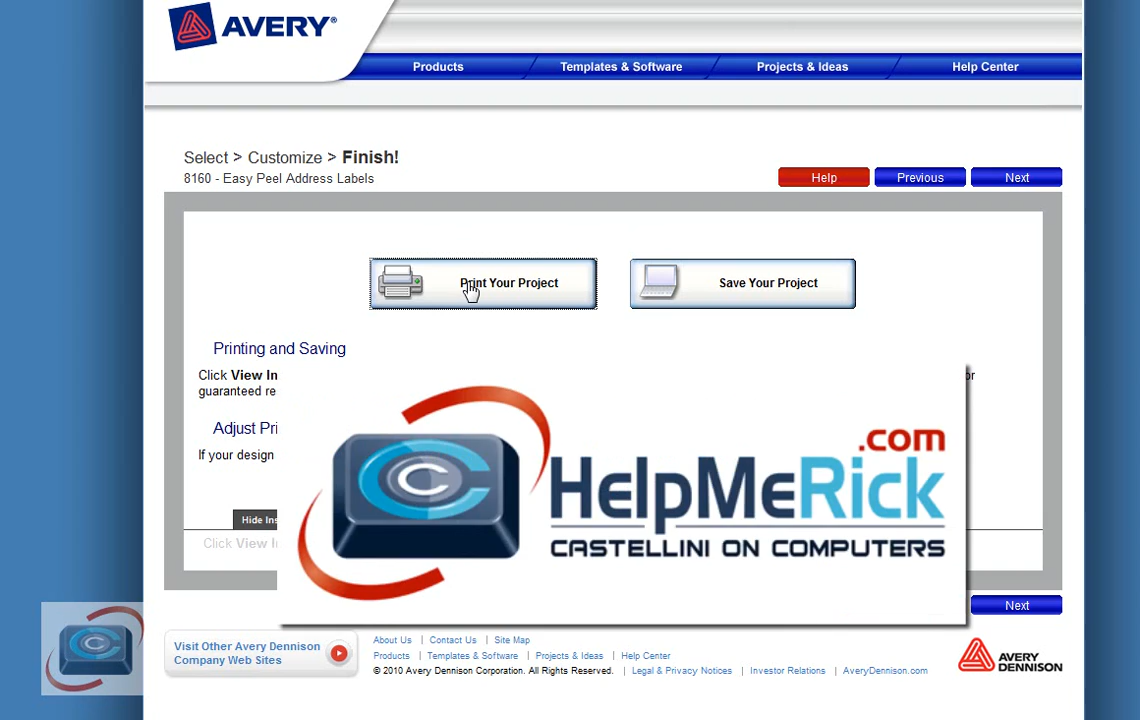 AVERY®
Products
Templates & Software
Projects & Ideas
Help Center
Select > Customize > Finish!
8160 - Easy Peel Address Labels
Help
Previous
Next
Print Your Project
Save Your Project
Printing and Saving
Click View In
or
guaranteed re
Adjust Pri
If your design
.com
HelpMeRick
CASTELLINI ON COMPUTERS
Hide Ins
Click View In
Next
Visit Other Avery Dennison
Company Web Sites
About Us | Contact Us | Site Map
Products | Templates & Software | Projects & Ideas | Help Center
© 2010 Avery Dennison Corporation. All Rights Reserved. | Legal & Privacy Notices | Investor Relations | AveryDennison.com
AVERY
DENNISON